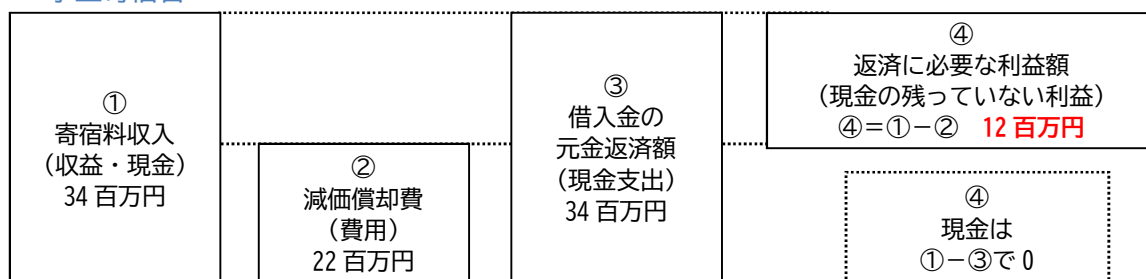 ①
寄宿料収入
(収益・現金)
34 百万円
②
減価償却費
(費用)
22 百万円
③
借入金の
元金返済額
(現金支出)
34 百万円
④
返済に必要な利益額
(現金の残っていない利益)
④=①-② 12 百万円
④
現金は
①-③で 0